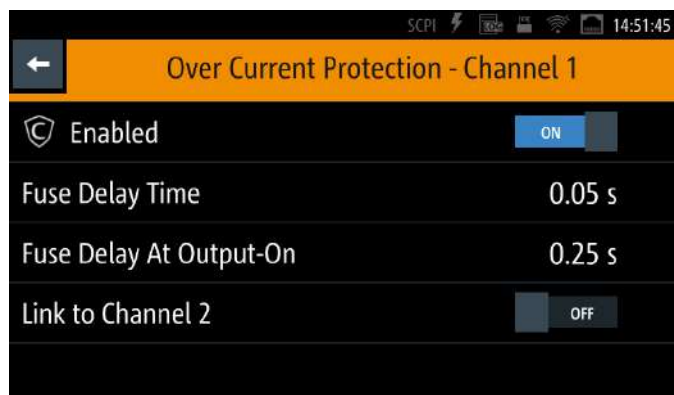 SCPI 14:51:45
Over Current Protection - Channel 1
C Enabled ON
Fuse Delay Time 0.05 s
Fuse Delay At Output-On 0.25 s
Link to Channel 2 OFF